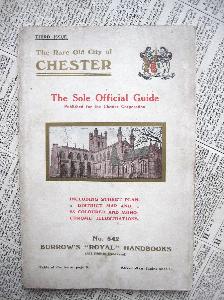 THIRD ISSUE.
The Rare Old City of
CHESTER
The Sole Official Guide
Published for the Chester Corporation
INCLUDING STREET PLAN,
DISTRICT MAP AND
COLOURED AND MONO-
CHROME ILLUSTRATIONS.
No. 642
BURROW'S "ROYAL" HANDBOOKS